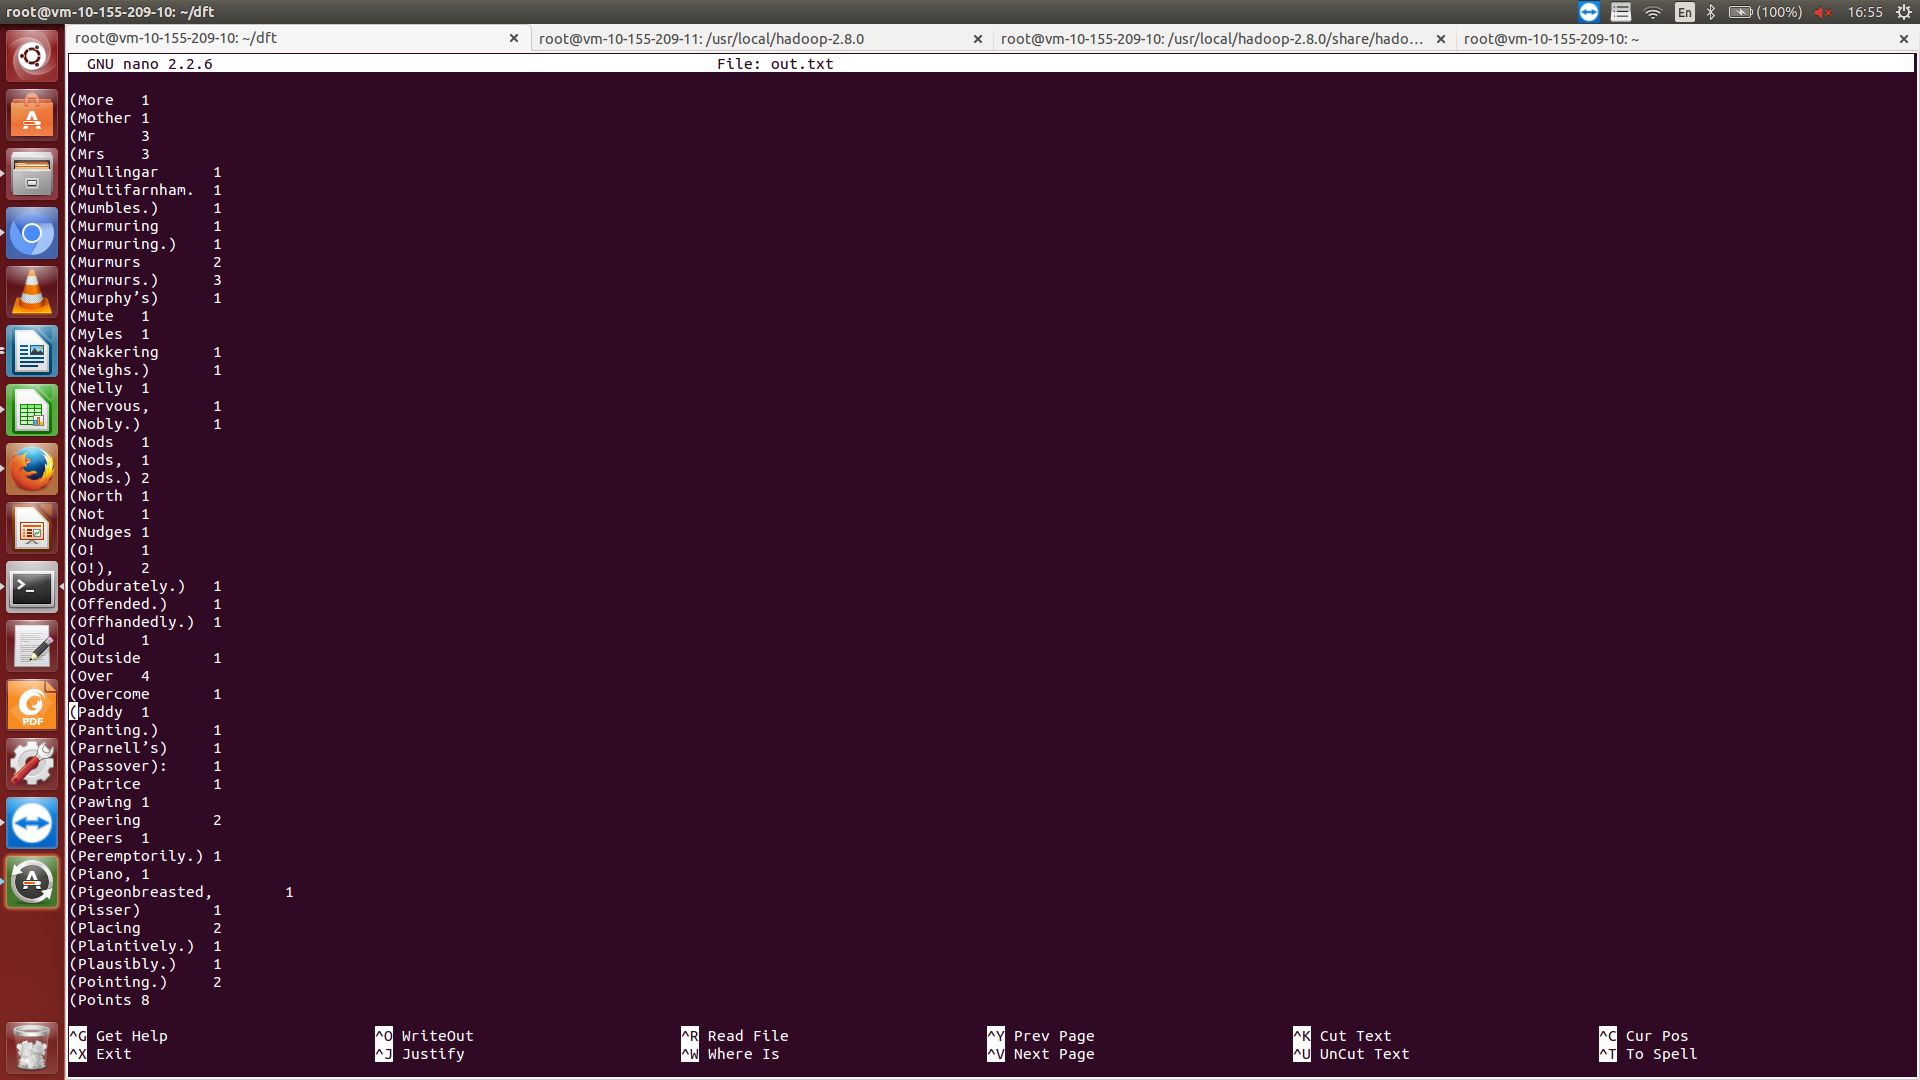 root@vm-10-155-209-10: ~/dft
En (100%) 16:55
root@vm-10-155-209-10: ~/dft × root@vm-10-155-209-11: /usr/local/hadoop-2.8.0 × root@vm-10-155-209-10: /usr/local/hadoop-2.8.0/share/hado... × root@vm-10-155-209-10: ~ ×
GNU nano 2.2.6 File: out.txt
(More 1
(Mother 1
(Mr 3
(Mrs 3
(Mullingar 1
(Multifarnham. 1
(Mumbles.) 1
(Murmuring 1
(Murmuring.) 1
(Murmurs 2
(Murmurs.) 3
(Murphy’s) 1
(Mute 1
(Myles 1
(Nakkering 1
(Neighs.) 1
(Nelly 1
(Nervous, 1
(Nobly.) 1
(Nods 1
(Nods, 1
(Nods.) 2
(North 1
(Not 1
(Nudges 1
(O! 1
(O!), 2
(Obdurately.) 1
(Offended.) 1
(Offhandedly.) 1
(Old 1
(Outside 1
(Over 4
(Overcome 1
(Paddy 1
(Panting.) 1
(Parnell’s) 1
(Passover): 1
(Patrice 1
(Pawing 1
(Peering 2
(Peers 1
(Peremptorily.) 1
(Piano, 1
(Pigeonbreasted, 1
(Pisser) 1
(Placing 2
(Plaintively.) 1
(Plausibly.) 1
(Pointing.) 2
(Points 8
^G Get Help ^O WriteOut ^R Read File ^Y Prev Page ^K Cut Text ^C Cur Pos
^X Exit ^J Justify ^W Where Is ^V Next Page ^U UnCut Text ^T To Spell
PDF